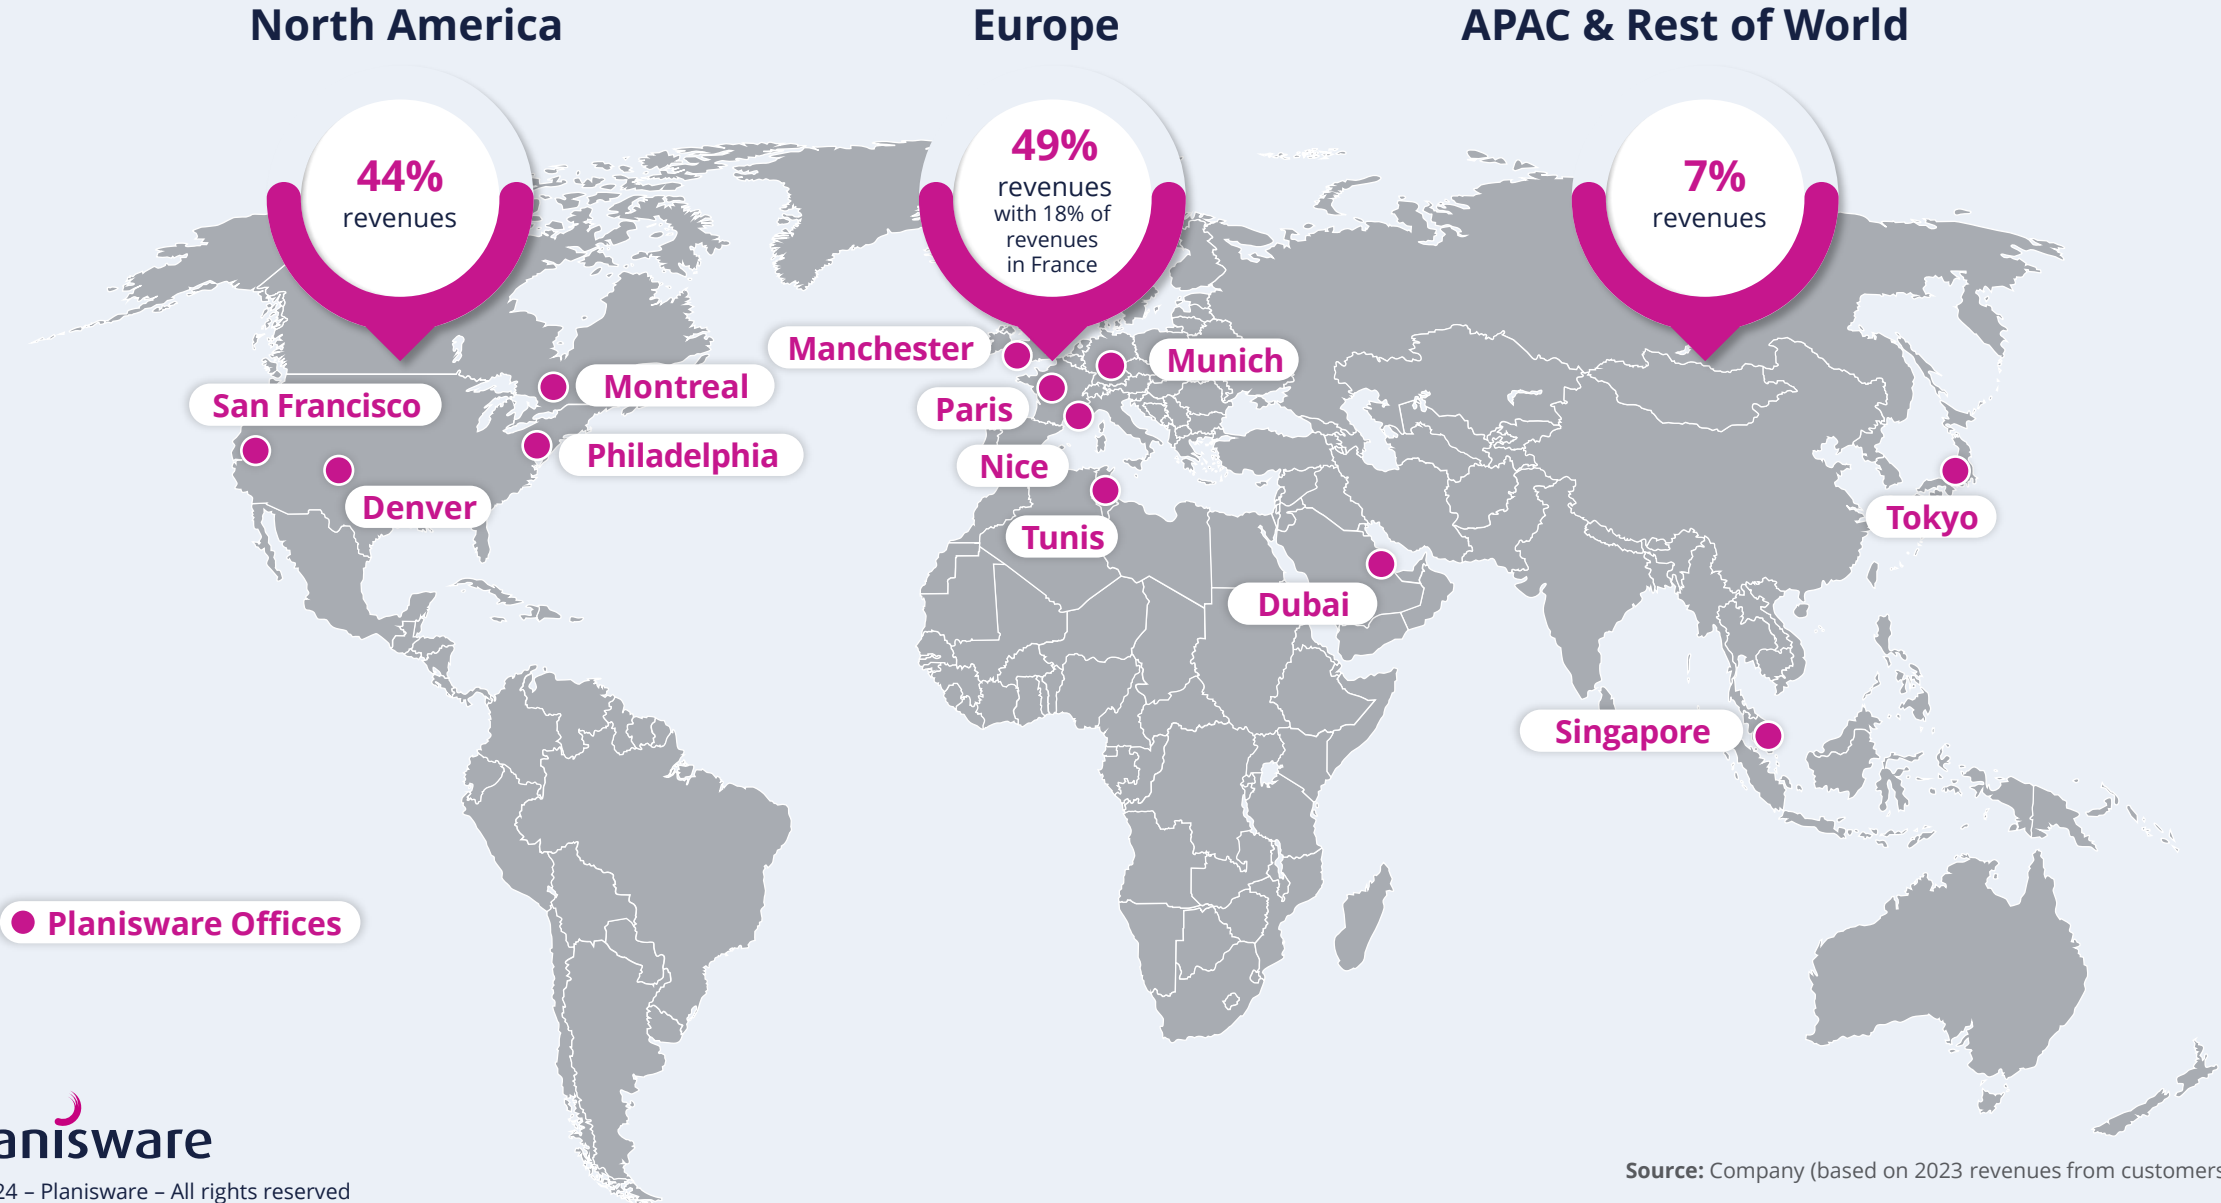 North America
Europe
APAC & Rest of World
44%
revenues
49%
revenues
with 18% of
revenues
in France
7%
revenues
Manchester
Munich
Montreal
San Francisco
Paris
Philadelphia
Nice
Denver
Tokyo
Tunis
Dubai
Singapore
Planisware Offices
anisware
24 – Planisware – All rights reserved
Source: Company (based on 2023 revenues from customers